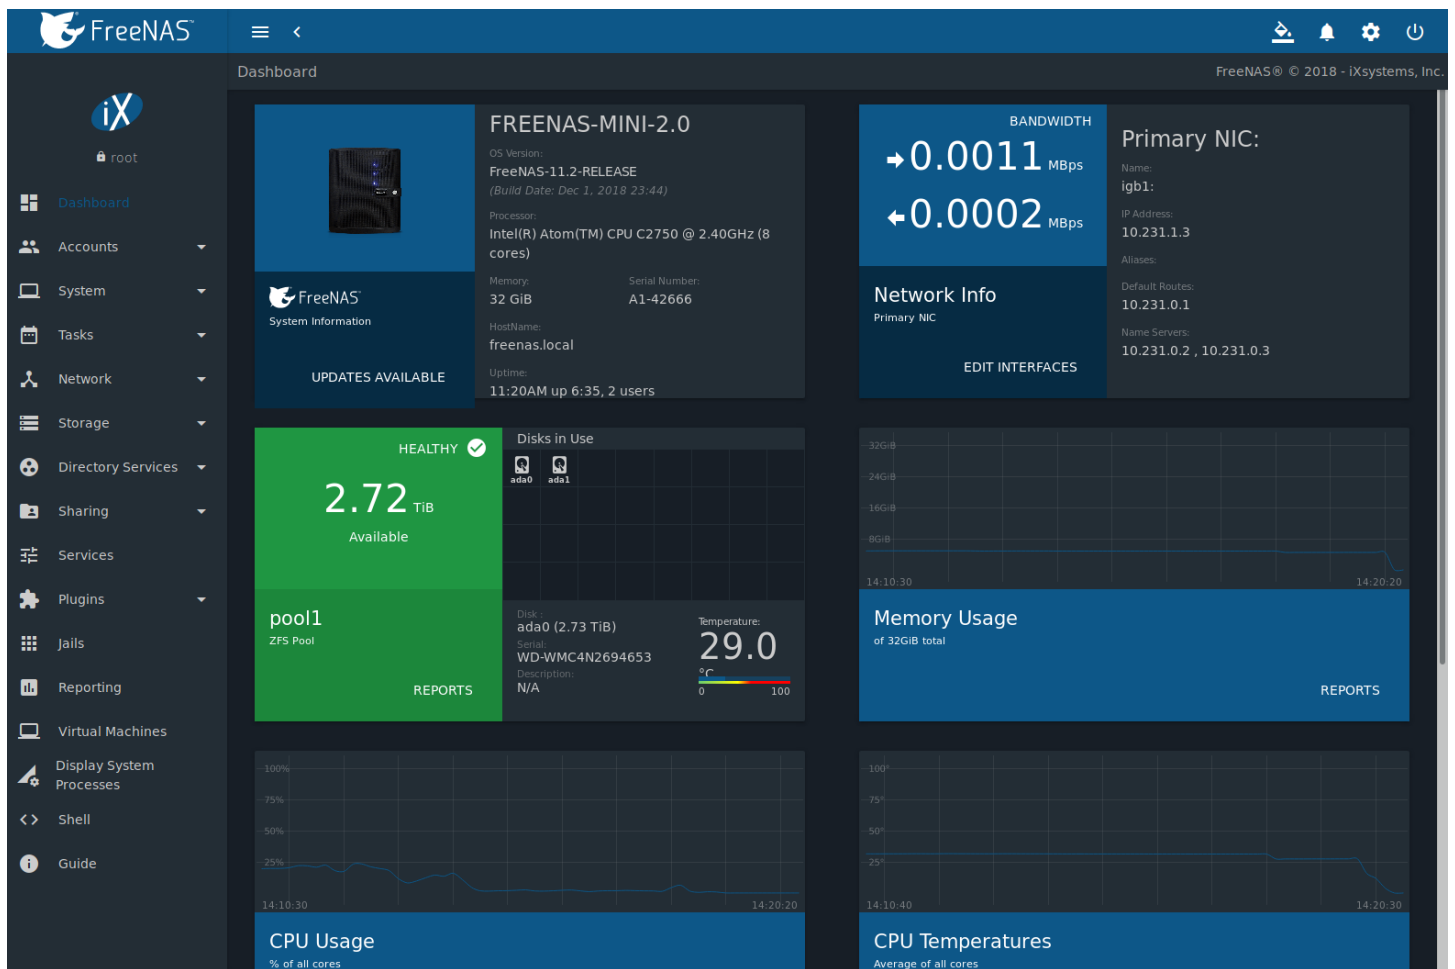 FreeNAS®
Dashboard
FreeNAS® © 2018 - iXsystems, Inc.
iX
root
Dashboard
Accounts
System
Tasks
Network
Storage
Directory Services
Sharing
Services
Plugins
Jails
Reporting
Virtual Machines
Display System
Processes
Shell
Guide
FreeNAS
System Information
UPDATES AVAILABLE
FREENAS-MINI-2.0
OS Version:
FreeNAS-11.2-RELEASE
(Build Date: Dec 1, 2018 23:44)
Processor:
Intel(R) Atom(TM) CPU C2750 @ 2.40GHz (8
cores)
Memory: Serial Number:
32 GiB A1-42666
HostName:
freenas.local
Uptime:
11:20AM up 6:35, 2 users
BANDWIDTH
0.0011 MBps
0.0002 MBps
Network Info
Primary NIC
EDIT INTERFACES
Primary NIC:
Name:
igb1:
IP Address:
10.231.1.3
Aliases:
Default Routes:
10.231.0.1
Name Servers:
10.231.0.2 , 10.231.0.3
HEALTHY
2.72 TiB
Available
pool1
ZFS Pool
REPORTS
Disks in Use
ada0 ada1
Disk :
ada0 (2.73 TiB)
Serial:
WD-WMC4N2694653
Description:
N/A
Temperature:
29.0
°C
0 100
32GiB
24GiB
16GiB
8GiB
14:10:30 14:20:20
Memory Usage
of 32GiB total
REPORTS
100%
75%
50%
25%
14:10:30 14:20:20
CPU Usage
% of all cores
100°
75°
50°
25°
14:10:40 14:20:30
CPU Temperatures
Average of all cores